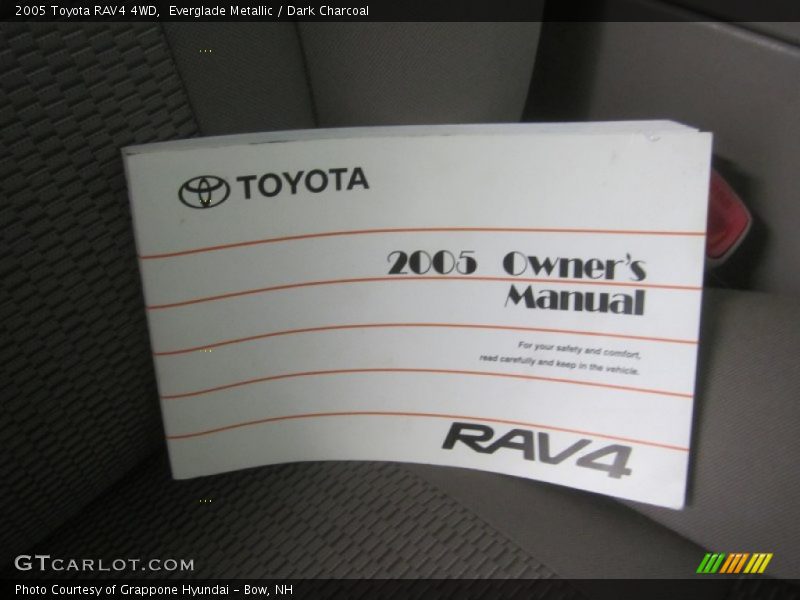 2005 Toyota RAV4 4WD,  Everglade Metallic / Dark Charcoal
TOYOTA
2005 Owner's
Manual
For your safety and comfort,
read carefully and keep in the vehicle.
RAV4
GTCARLOT.COM
Photo Courtesy of Grappone Hyundai - Bow, NH